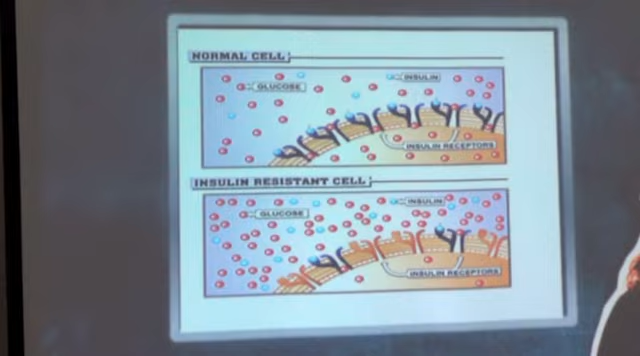 NORMAL CELL
INSULIN
GLUCOSE
INSULIN RECEPTORS
INSULIN RESISTANT CELL
INSULIN
GLUCOSE
INSULIN RECEPTORS